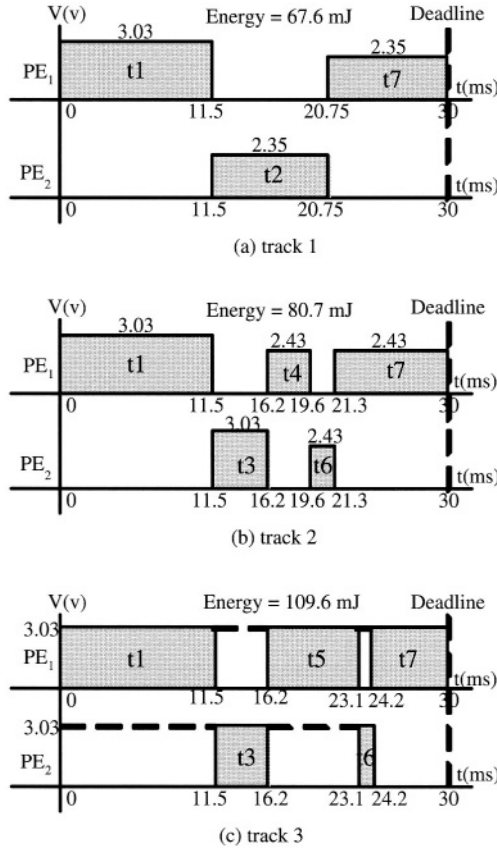 V(v) Energy = 67.6 mJ Deadline
3.03 2.35
PE1 t1 t7 t(ms)
0 11.5 20.75 30
2.35
PE2 t2 t(ms)
0 11.5 20.75 30
(a) track 1
V(v) Energy = 80.7 mJ Deadline
3.03 2.43 2.43
PE1 t1 t4 t7 t(ms)
0 11.5 16.2 19.6 21.3 30
3.03 2.43
PE2 t3 t6 t(ms)
0 11.5 16.2 19.6 21.3 30
(b) track 2
V(v) Energy = 109.6 mJ Deadline
3.03
PE1 t1 t5 t7 t(ms)
0 11.5 16.2 23.1 24.2 30
3.03
PE2 t3 t6 t(ms)
0 11.5 16.2 23.1 24.2 30
(c) track 3